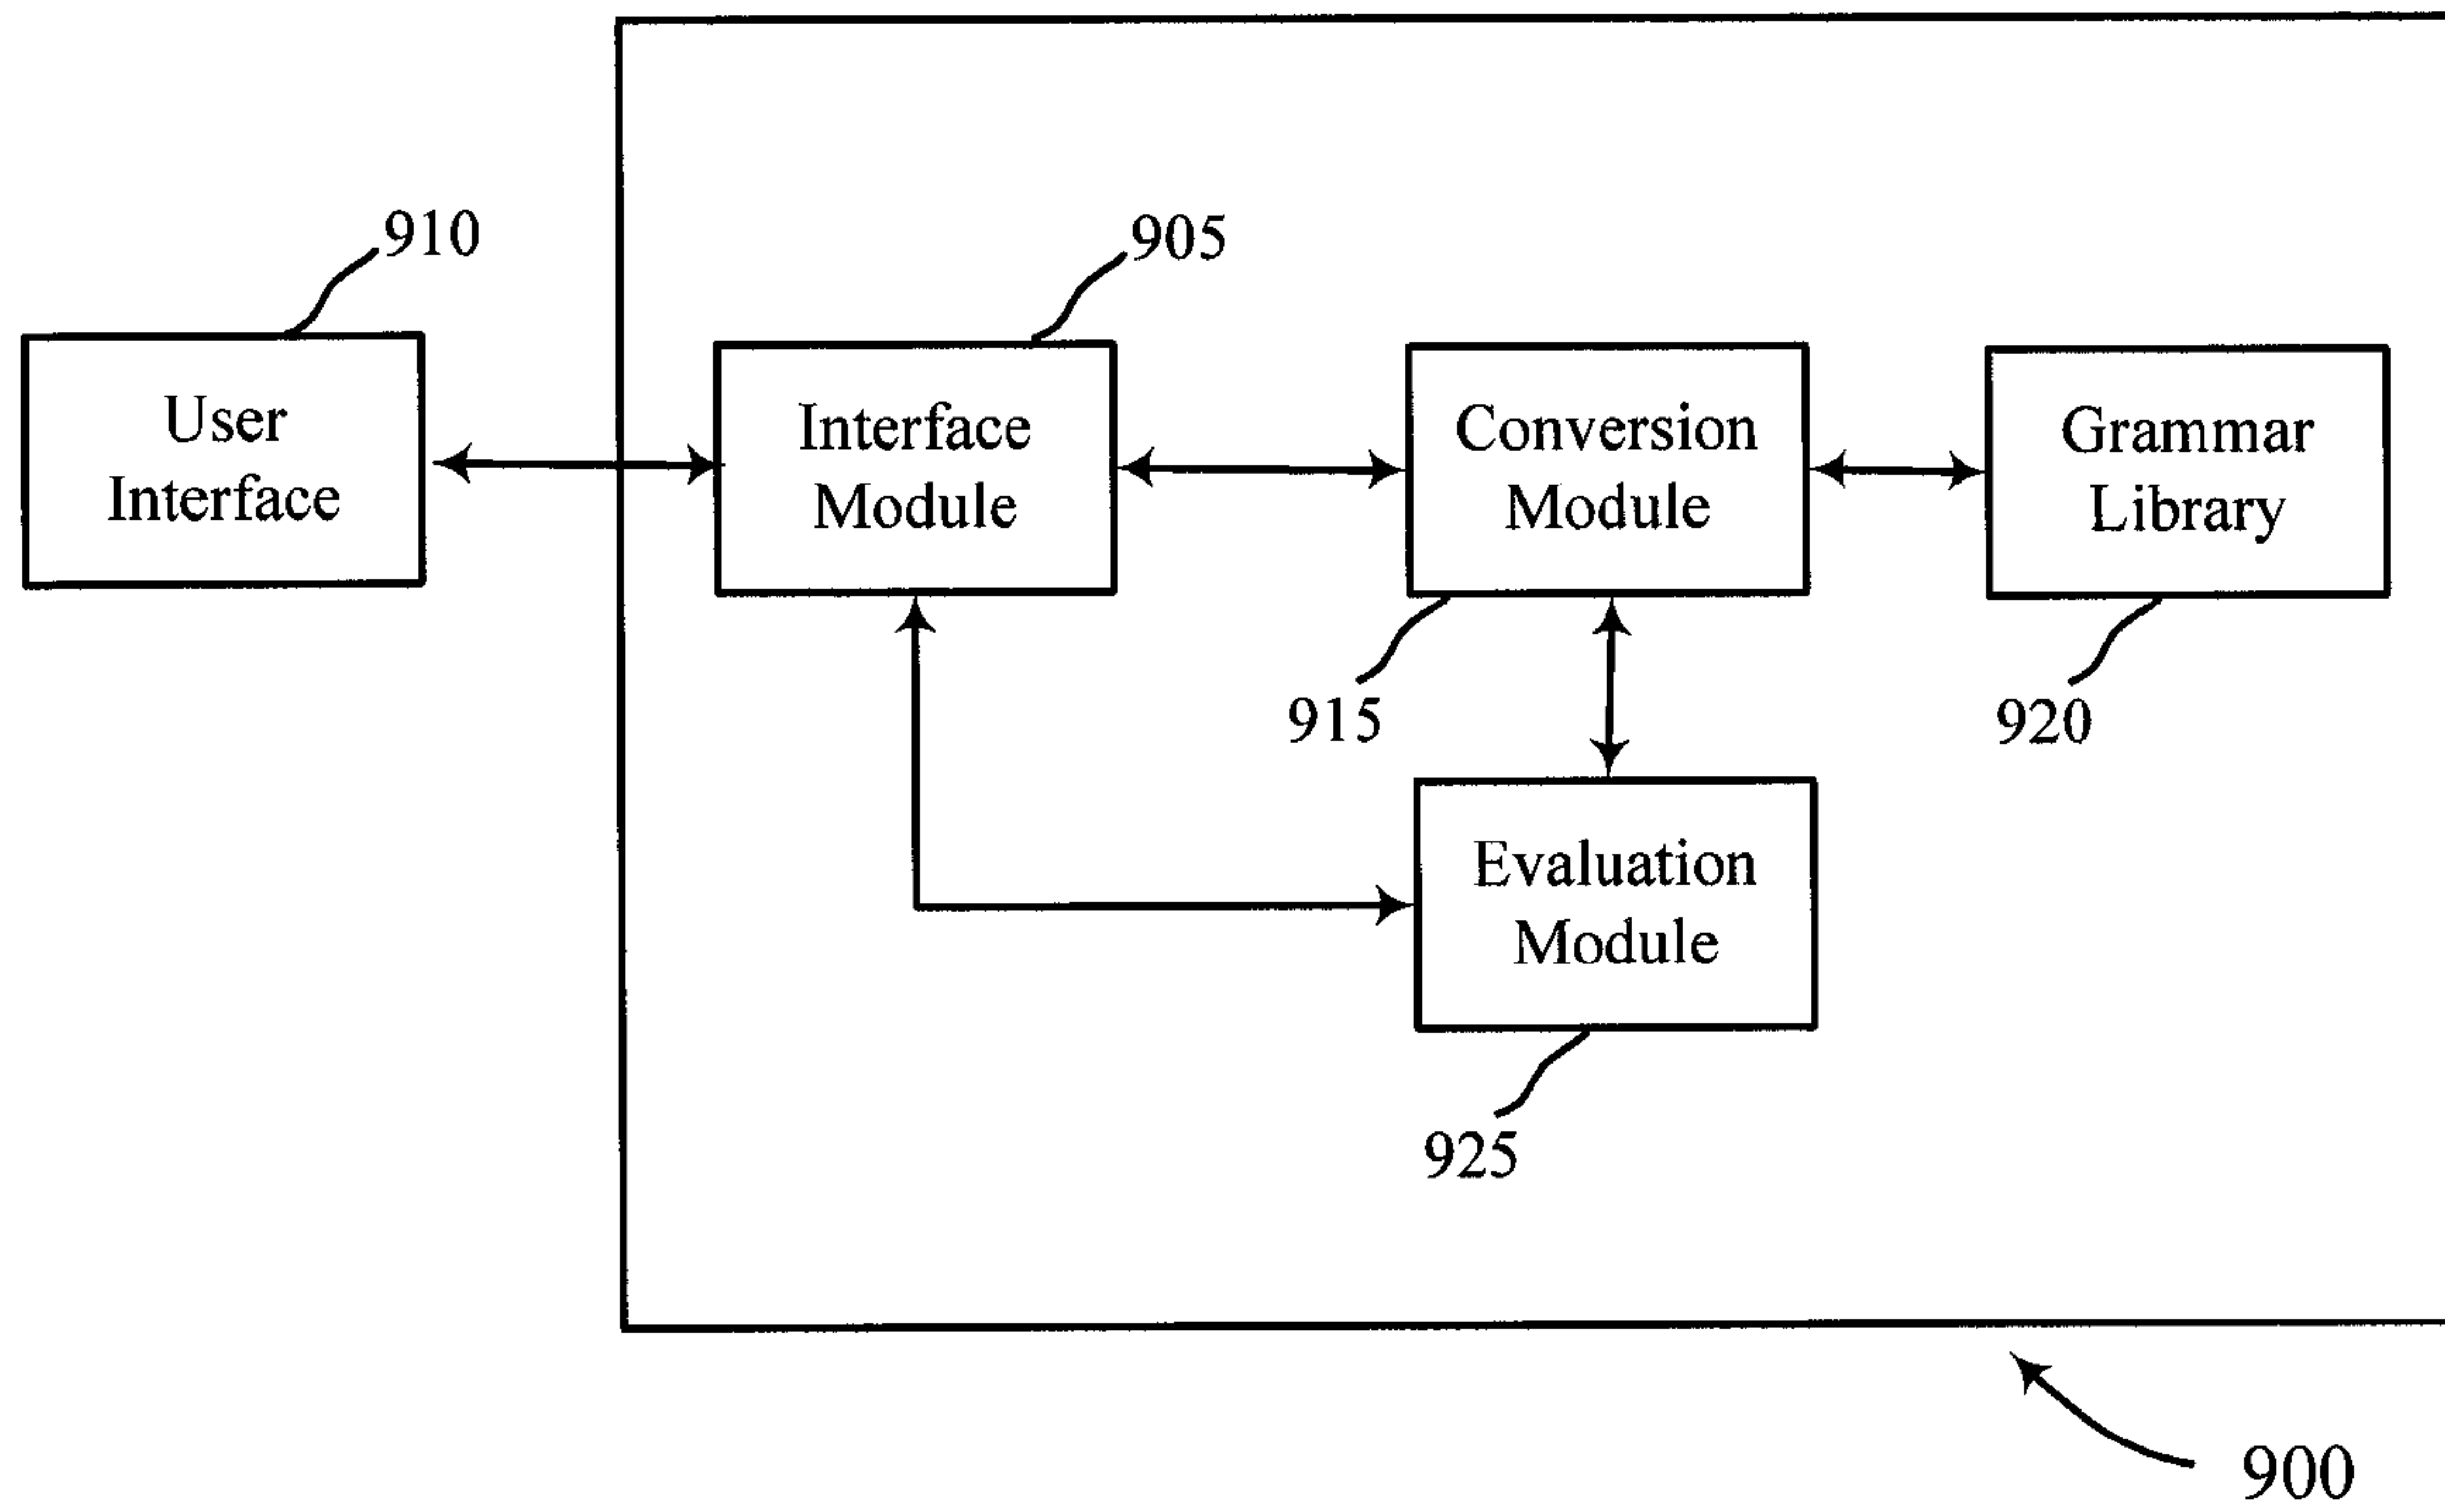 910
905
User
Interface
Interface
Module
Conversion
Module
Grammar
Library
915
920
Evaluation
Module
925
900